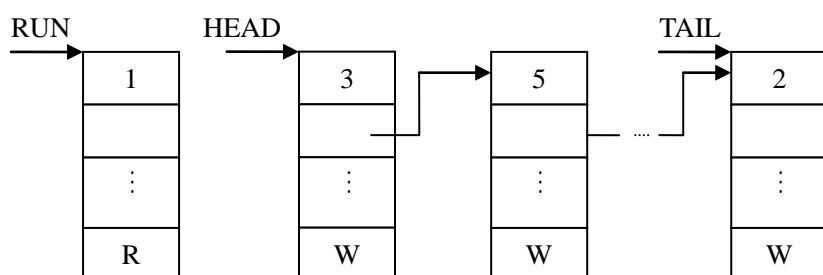 RUN HEAD TAIL
1 3 5 2
....
⋮ ⋮ ⋮ ⋮
R W W W